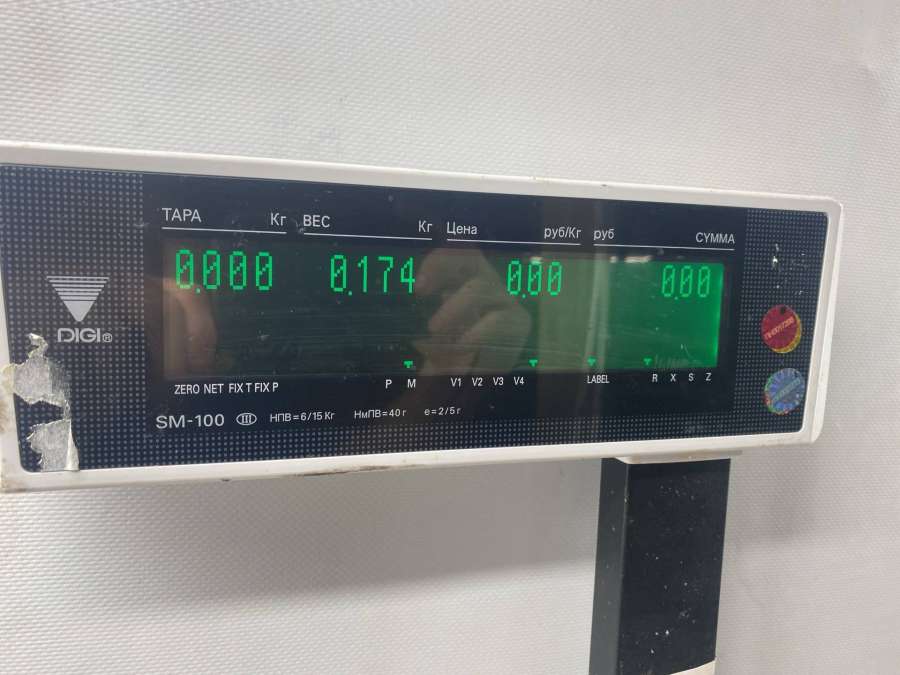 ТАРА Кг ВЕС Кг Цена руб/Кг руб СУММА
0.000 0.174 0.00 0.00
DIGI®
ZERO NET FIX T FIX P P M V1 V2 V3 V4 LABEL R X S Z
SM-100 III НПВ=6/15 Кг НмПВ=40 г е=2/5 г